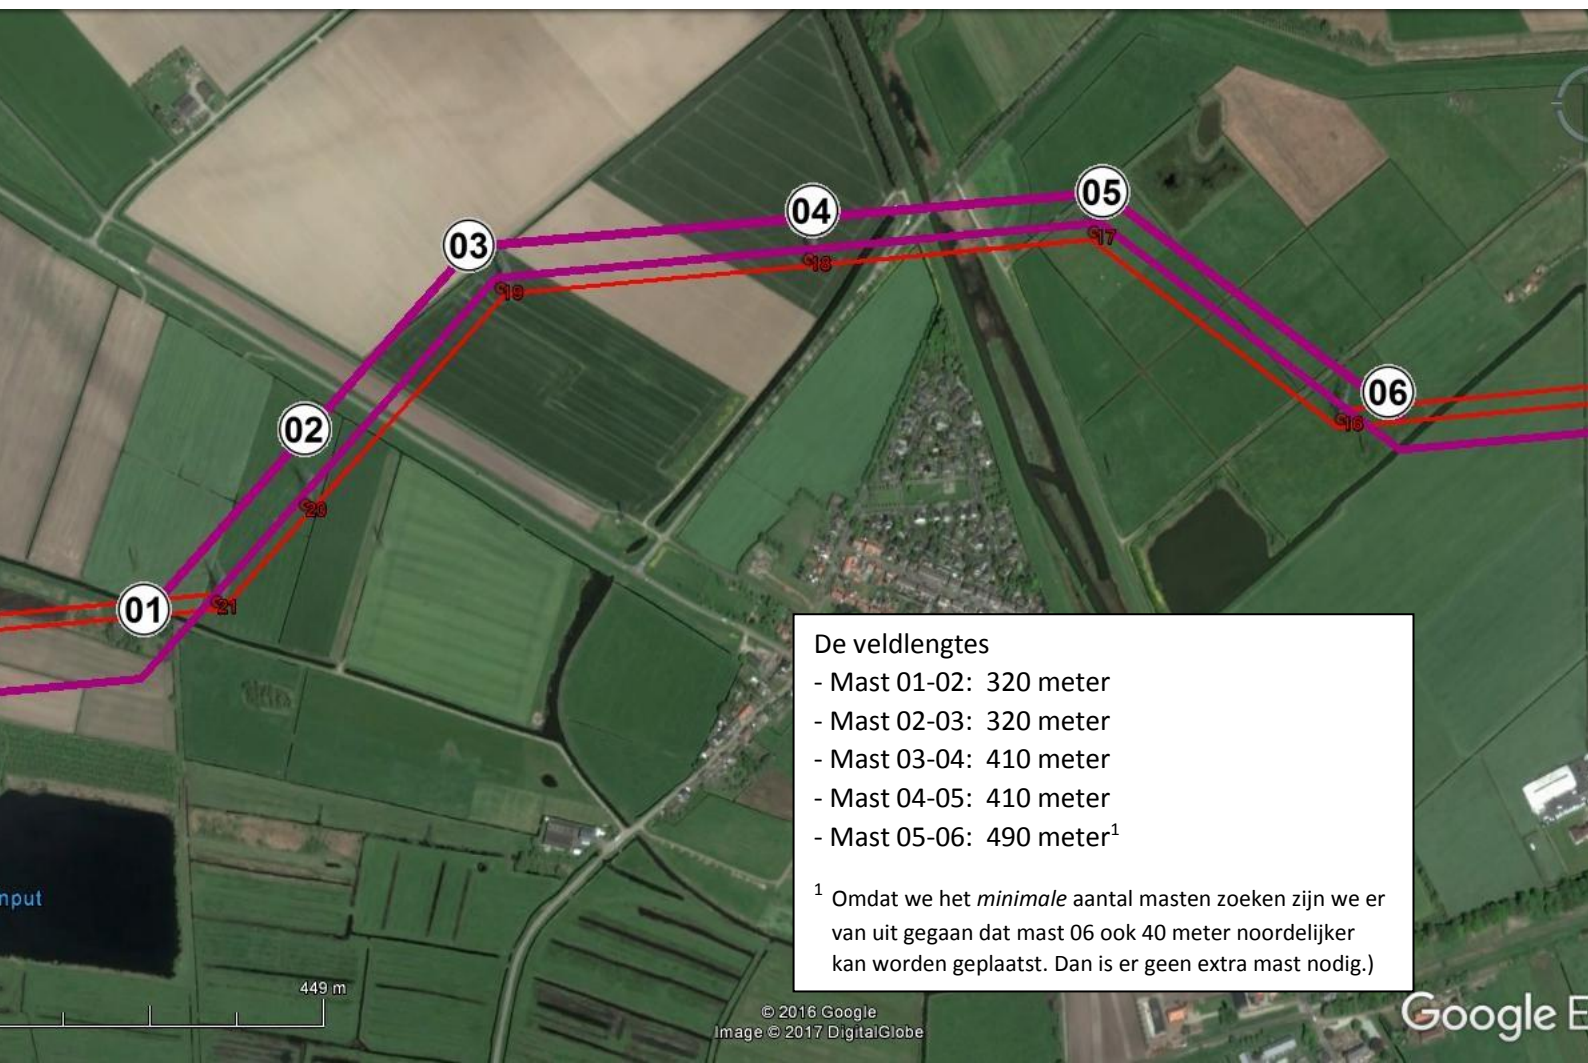 05
04
03
17
18
19
06
16
02
20
01
21
De veldlengtes
- Mast 01-02: 320 meter
- Mast 02-03: 320 meter
- Mast 03-04: 410 meter
- Mast 04-05: 410 meter
- Mast 05-06: 490 meter¹
¹ Omdat we het minimale aantal masten zoeken zijn we er
van uit gegaan dat mast 06 ook 40 meter noordelijker
kan worden geplaatst. Dan is er geen extra mast nodig.)
nput
449 m
© 2016 Google
Image © 2017 DigitalGlobe
Google E